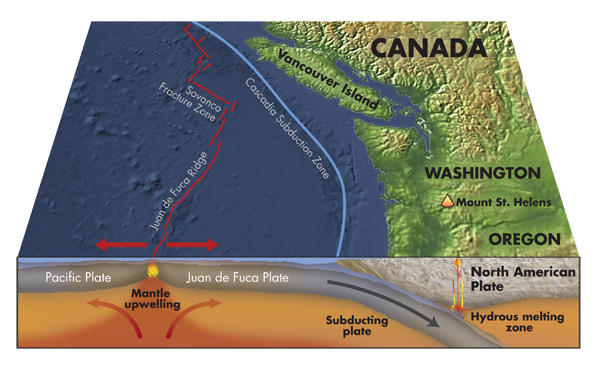 CANADA
Vancouver Island
Sovanco
Fracture Zone
Cascadia Subduction Zone
Juan de Fuca Ridge
WASHINGTON
Mount St. Helens
OREGON
Pacific Plate
Juan de Fuca Plate
North American
Plate
Mantle
upwelling
Subducting
plate
Hydrous melting
zone